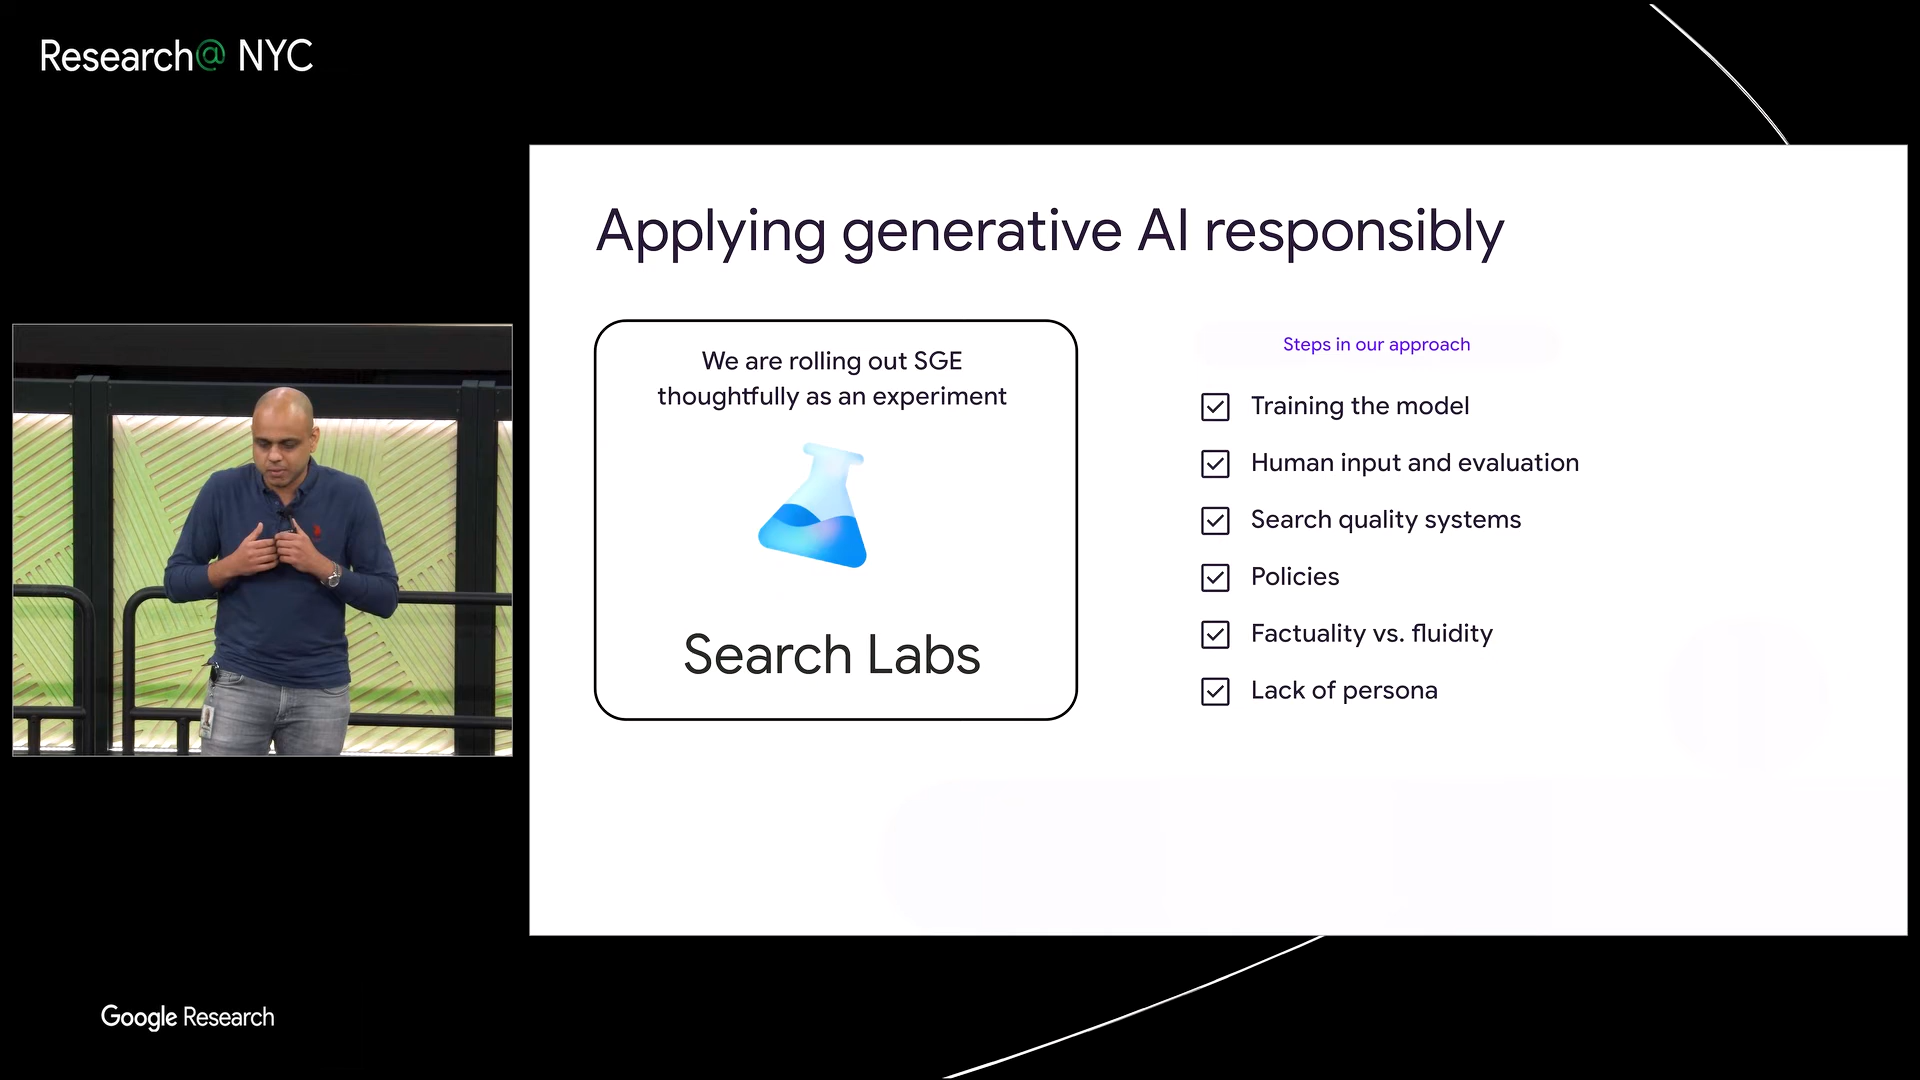 Research@ NYC
Applying generative AI responsibly
We are rolling out SGE
thoughtfully as an experiment
Search Labs
Steps in our approach
Training the model
Human input and evaluation
Search quality systems
Policies
Factuality vs. fluidity
Lack of persona
Google Research